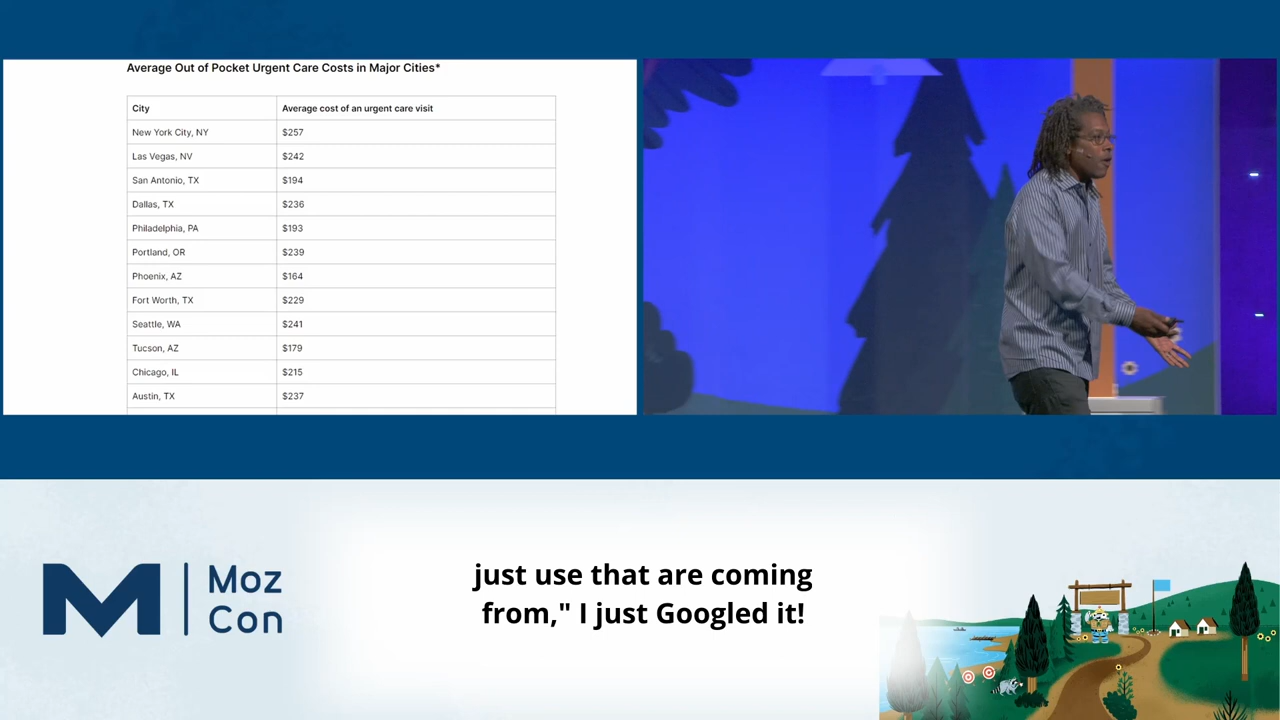 Average Out of Pocket Urgent Care Costs in Major Cities*
City Average cost of an urgent care visit
New York City, NY $257
Las Vegas, NV $242
San Antonio, TX $194
Dallas, TX $236
Philadelphia, PA $193
Portland, OR $239
Phoenix, AZ $164
Fort Worth, TX $229
Seattle, WA $241
Tucson, AZ $179
Chicago, IL $215
Austin, TX $237
just use that are coming
from," I just Googled it!
M Moz
Con